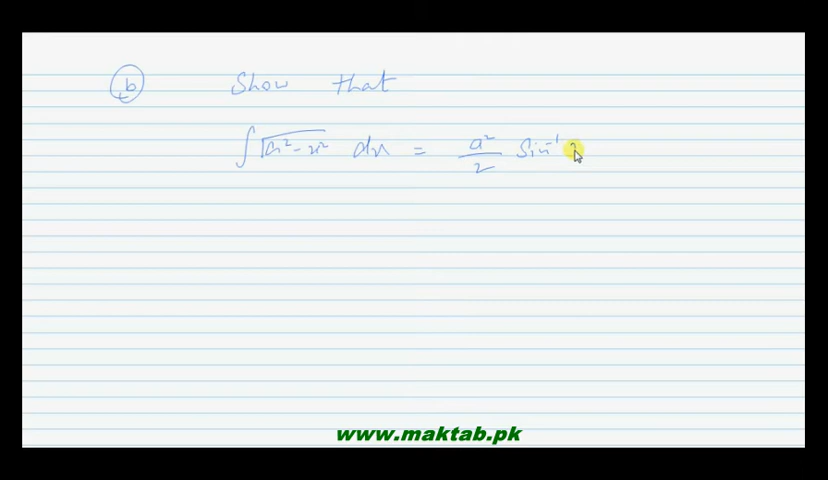 b Show that
∫ √a² - x² dx = a²/2 Sin⁻¹
www.maktab.pk